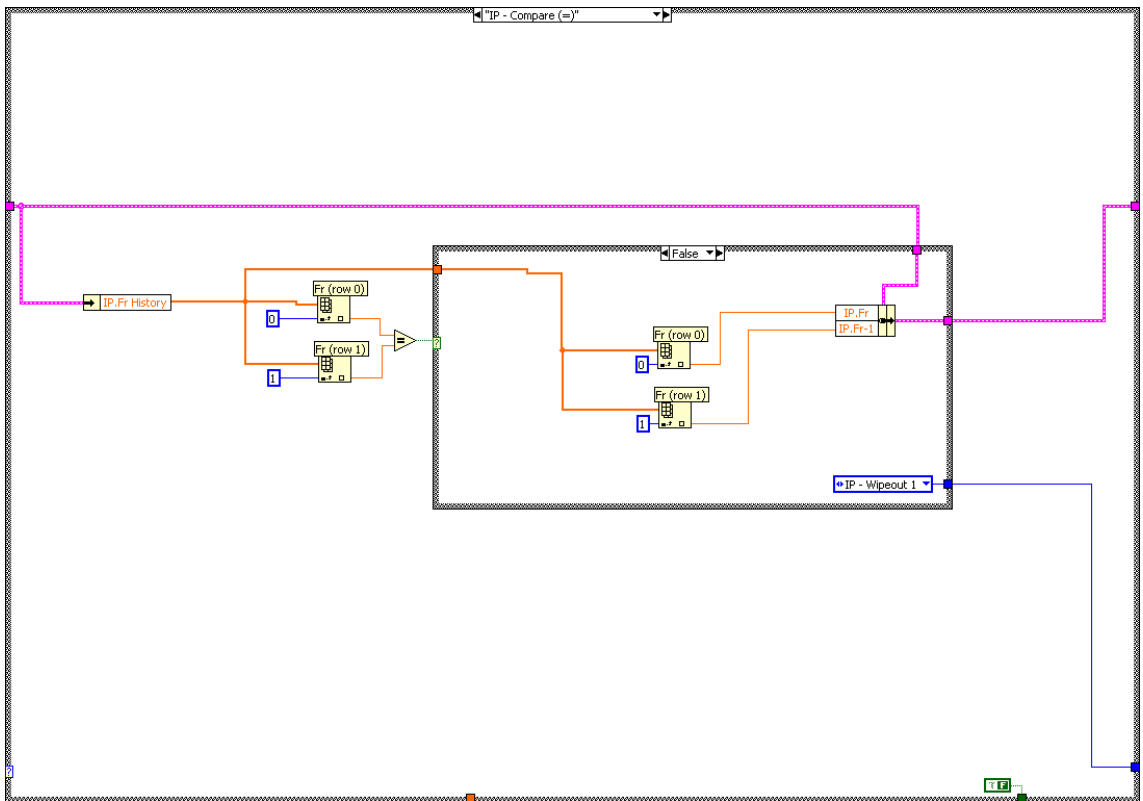 "IP - Compare (=)"
False
IP.Fr History
Fr (row 0)
0
Fr (row 1)
1
=
?
Fr (row 0)
0
Fr (row 1)
1
IP.Fr
IP.Fr-1
IP - Wipeout 1
?
T F